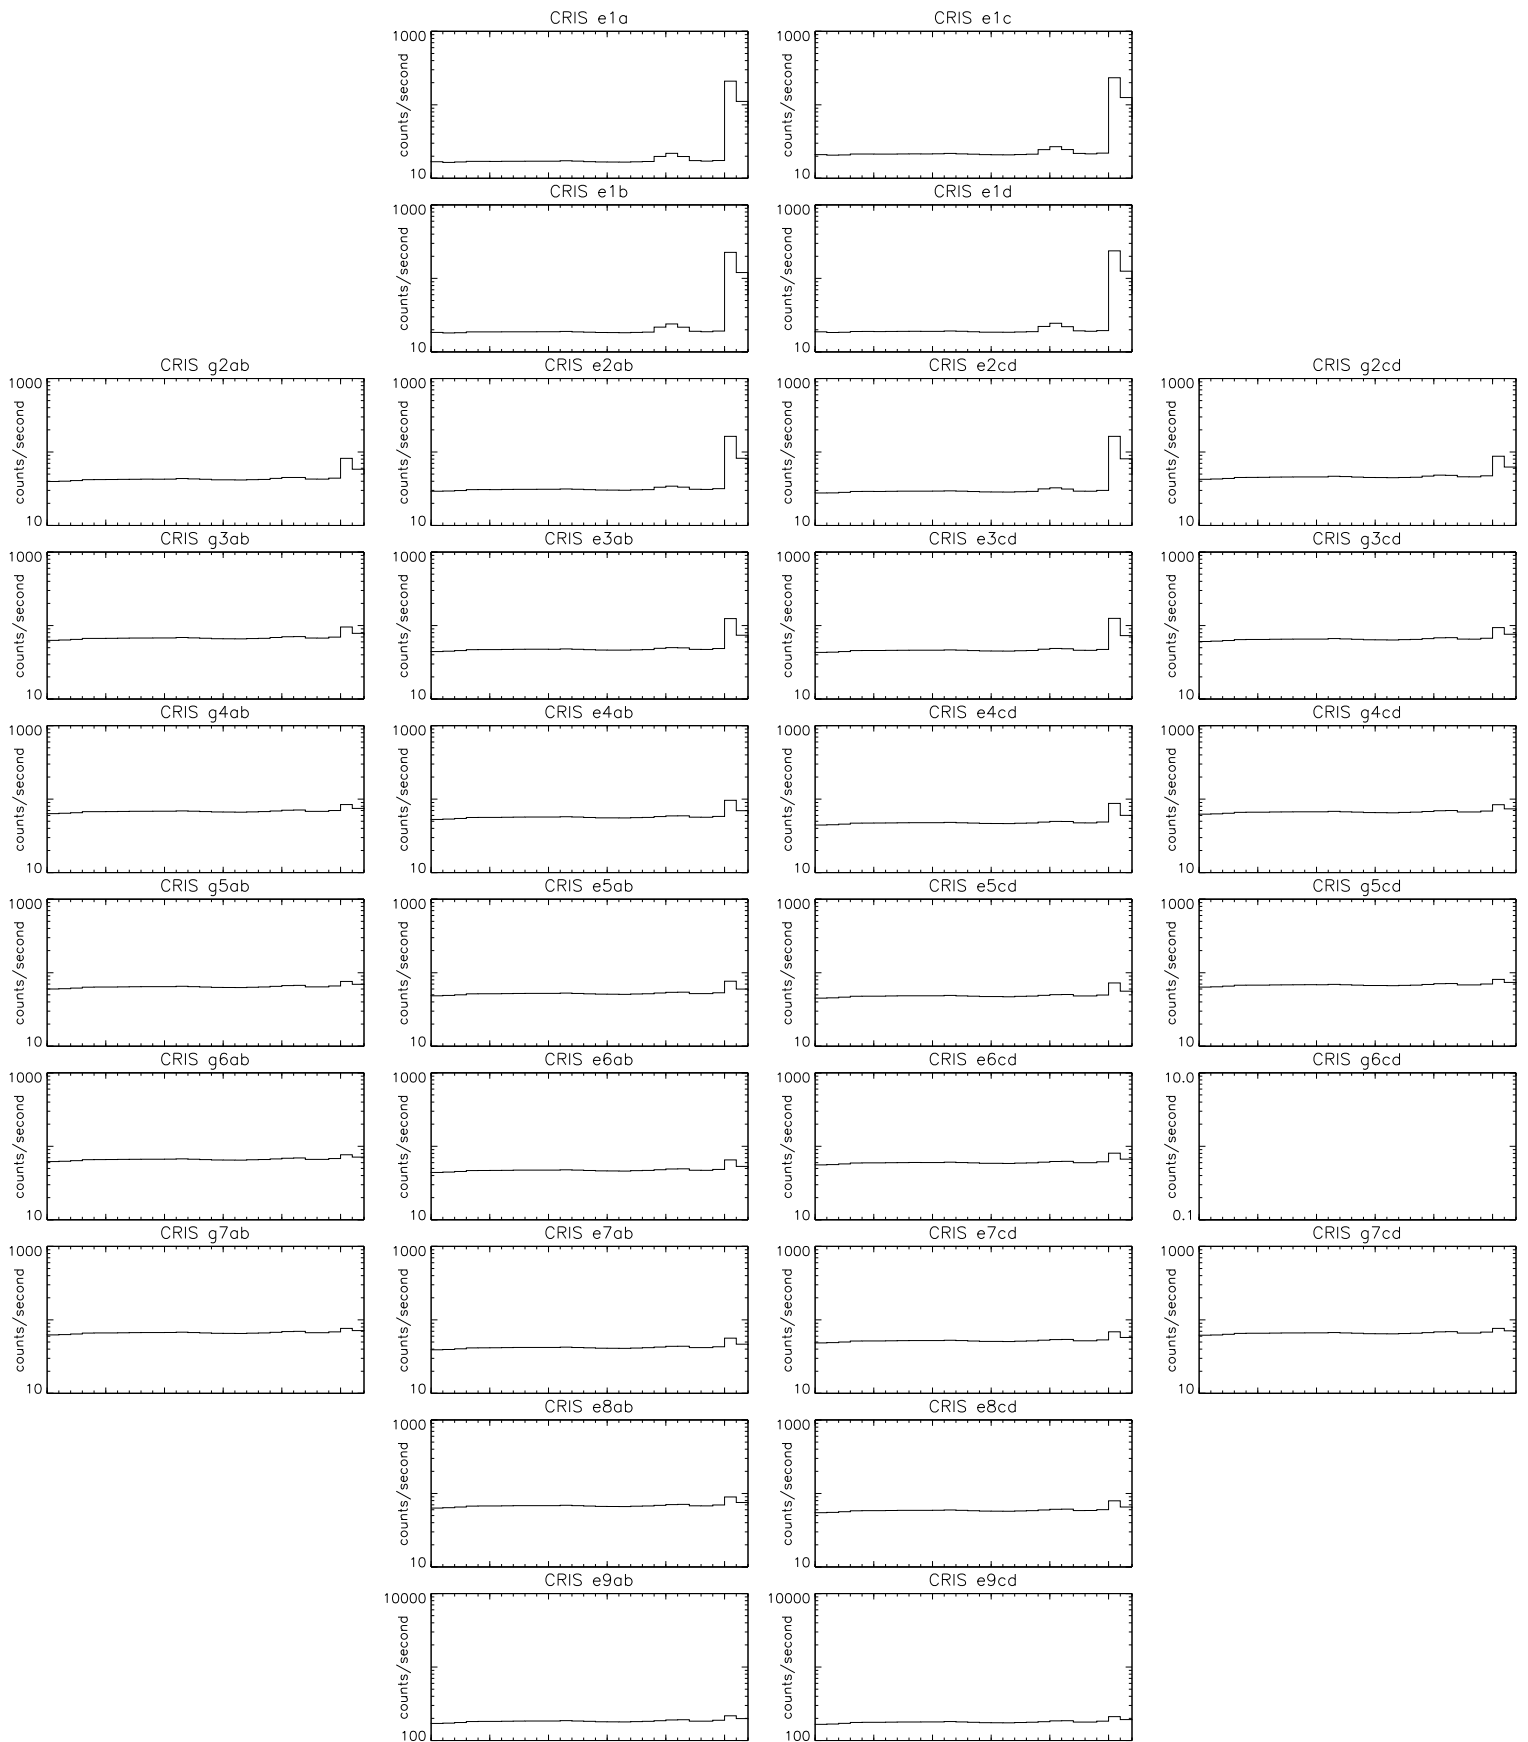 CRIS e1a CRIS e1c
1000 1000
counts/second counts/second
10 10
CRIS e1b CRIS e1d
1000 1000
counts/second counts/second
10 10
CRIS g2ab CRIS e2ab CRIS e2cd CRIS g2cd
1000 1000 1000 1000
counts/second counts/second counts/second counts/second
10 10 10 10
CRIS g3ab CRIS e3ab CRIS e3cd CRIS g3cd
1000 1000 1000 1000
counts/second counts/second counts/second counts/second
10 10 10 10
CRIS g4ab CRIS e4ab CRIS e4cd CRIS g4cd
1000 1000 1000 1000
counts/second counts/second counts/second counts/second
10 10 10 10
CRIS g5ab CRIS e5ab CRIS e5cd CRIS g5cd
1000 1000 1000 1000
counts/second counts/second counts/second counts/second
10 10 10 10
CRIS g6ab CRIS e6ab CRIS e6cd CRIS g6cd
1000 1000 1000 10.0
counts/second counts/second counts/second counts/second
10 10 10 0.1
CRIS g7ab CRIS e7ab CRIS e7cd CRIS g7cd
1000 1000 1000 1000
counts/second counts/second counts/second counts/second
10 10 10 10
CRIS e8ab CRIS e8cd
1000 1000
counts/second counts/second
10 10
CRIS e9ab CRIS e9cd
10000 10000
counts/second counts/second
100 100